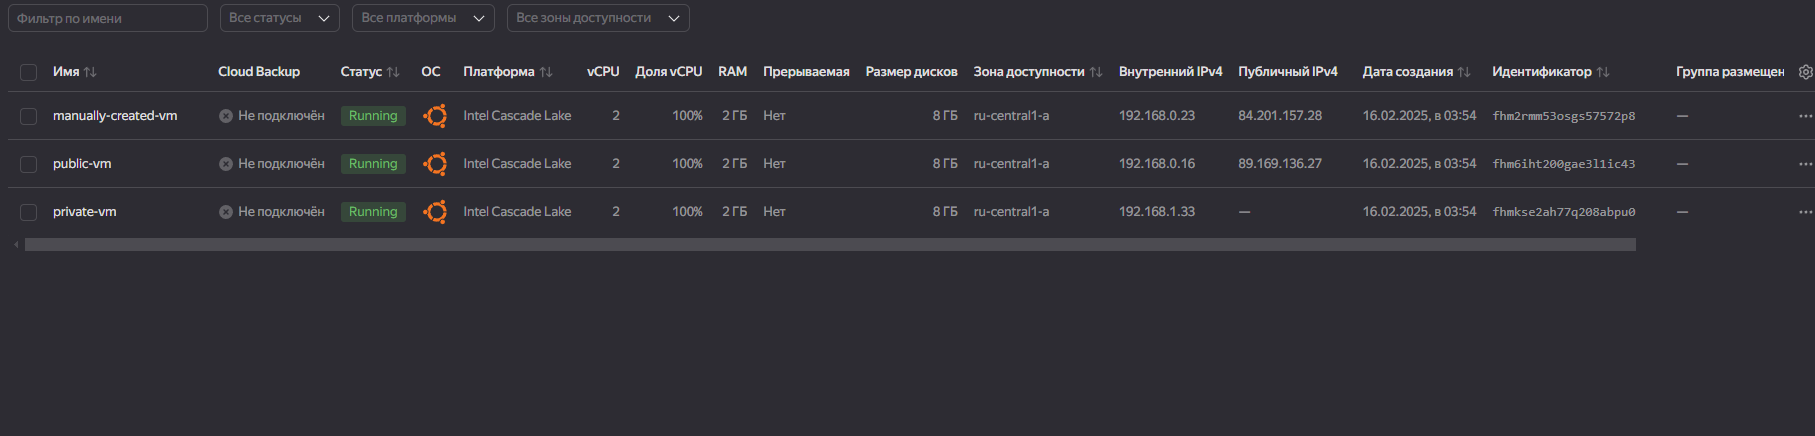 Фильтр по имени Все статусы Все платформы Все зоны доступности
Имя Cloud Backup Статус ОС Платформа vCPU Доля vCPU RAM Прерываемая Размер дисков Зона доступности Внутренний IPv4 Публичный IPv4 Дата создания Идентификатор Группа размещен
manually-created-vm Не подключён Running Intel Cascade Lake 2 100% 2 ГБ Нет 8 ГБ ru-central1-a 192.168.0.23 84.201.157.28 16.02.2025, в 03:54 fhm2rmm53osgs57572p8 —
public-vm Не подключён Running Intel Cascade Lake 2 100% 2 ГБ Нет 8 ГБ ru-central1-a 192.168.0.16 89.169.136.27 16.02.2025, в 03:54 fhm6iht200gae3l1ic43 —
private-vm Не подключён Running Intel Cascade Lake 2 100% 2 ГБ Нет 8 ГБ ru-central1-a 192.168.1.33 — 16.02.2025, в 03:54 fhmkse2ah77q208abpu0 —